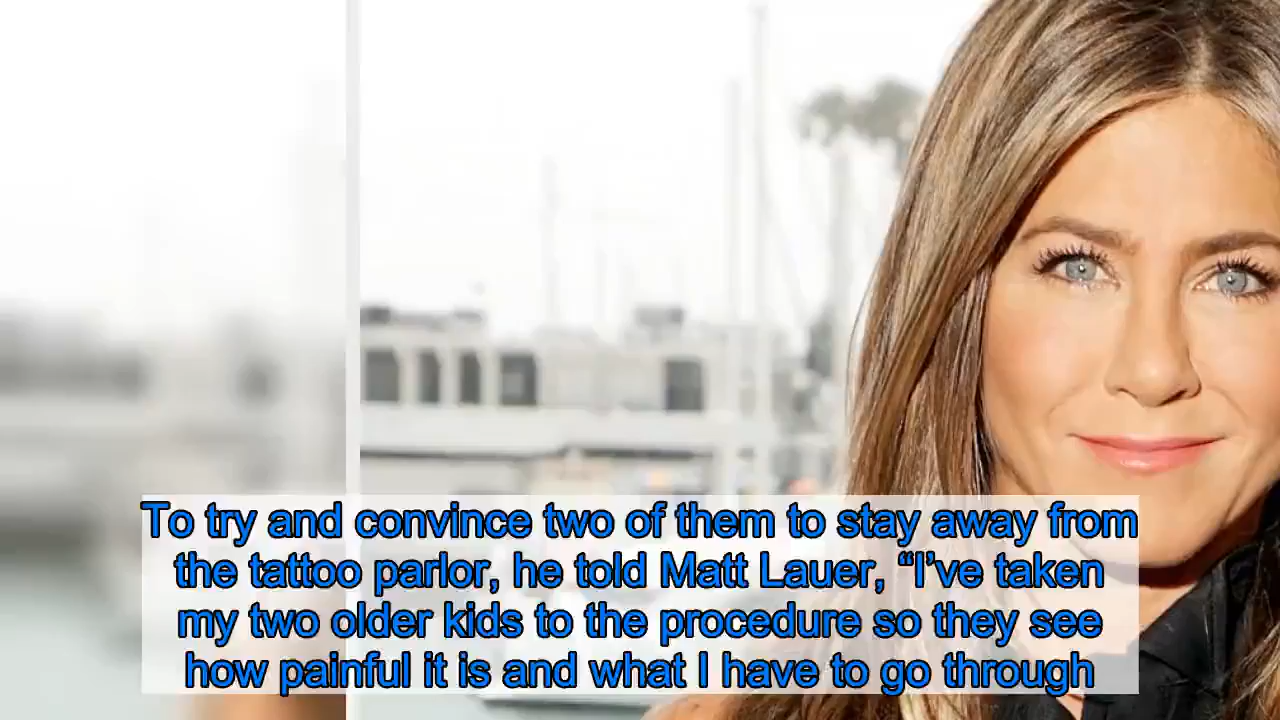 To try and convince two of them to stay away from
the tattoo parlor, he told Matt Lauer, “I’ve taken
my two older kids to the procedure so they see
how painful it is and what I have to go through